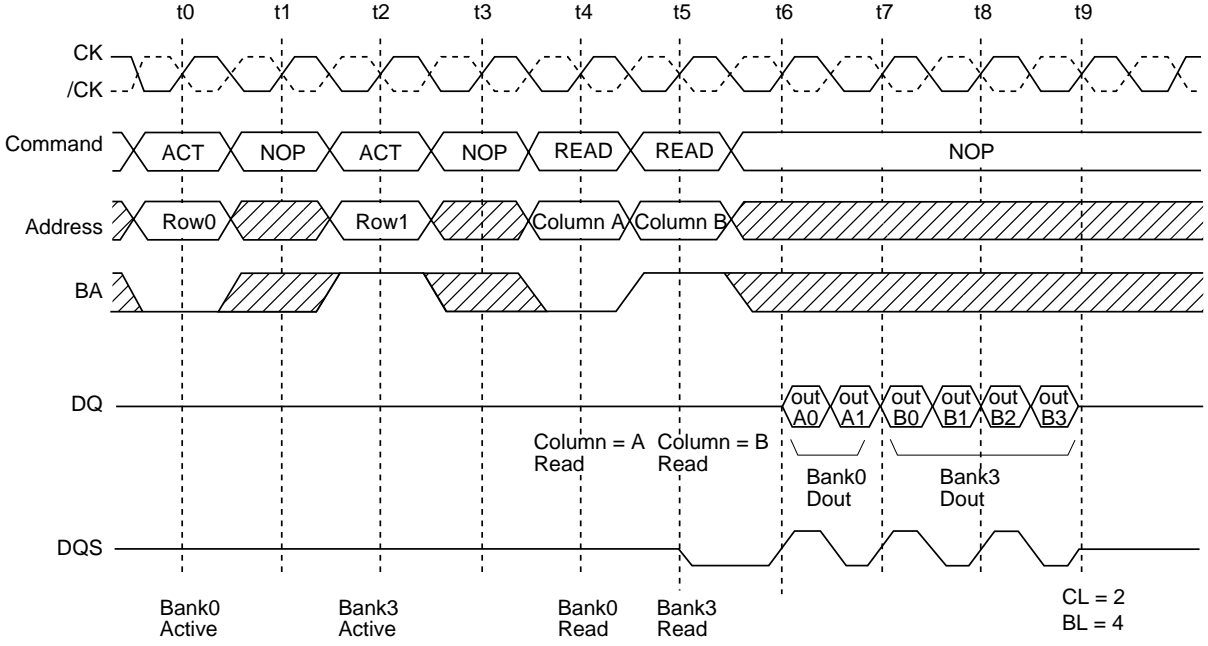 t0 t1 t2 t3 t4 t5 t6 t7 t8 t9
CK
/CK
Command ACT NOP ACT NOP READ READ NOP
Address Row0 Row1 Column A Column B
BA
DQ out out out out out out
A0 A1 B0 B1 B2 B3
Column = A Column = B
Read Read
Bank0 Bank3
Dout Dout
DQS
Bank0 Bank3 Bank0 Bank3
Active Active Read Read
CL = 2
BL = 4